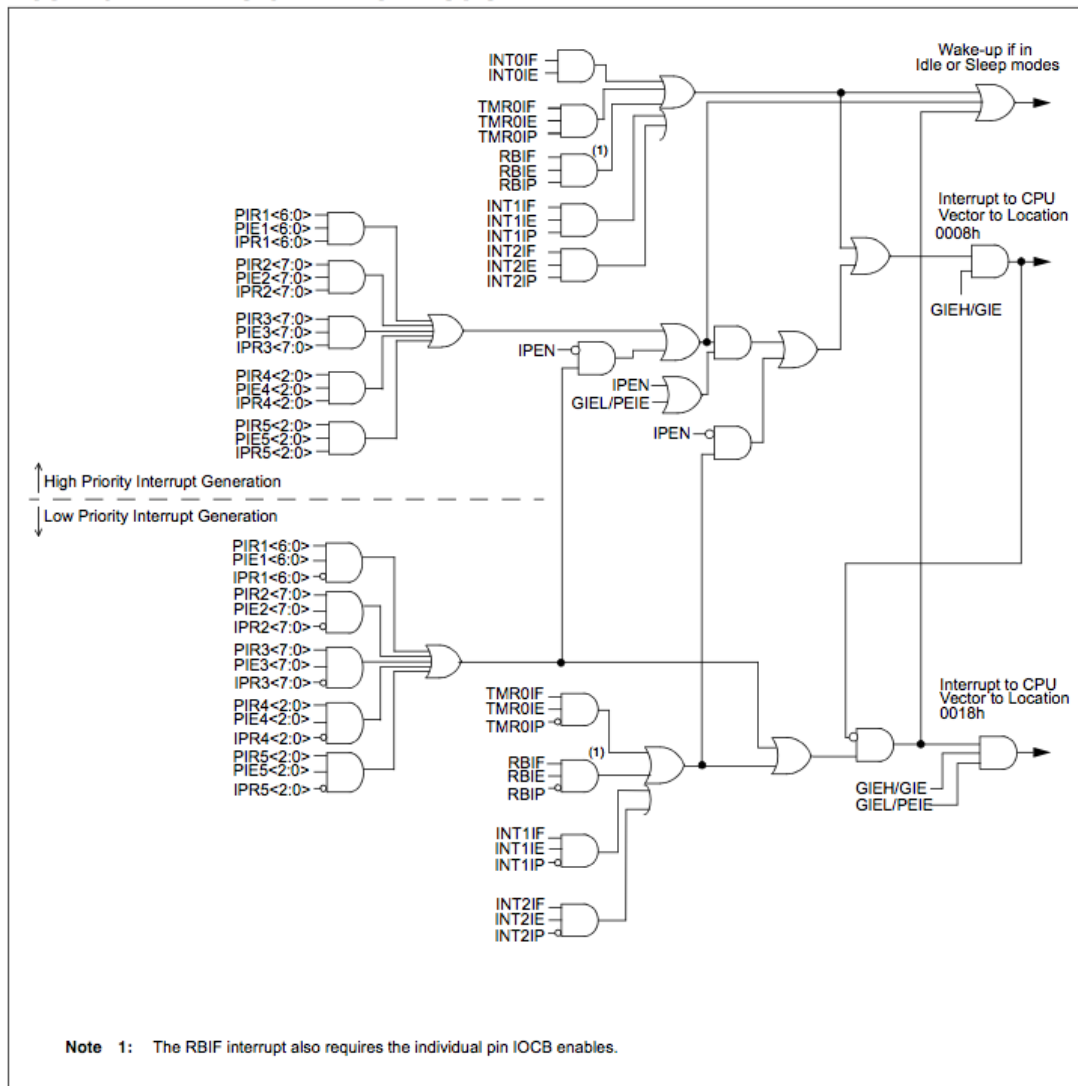 Wake-up if in
Idle or Sleep modes
INT0IF
INT0IE
TMR0IF
TMR0IE
TMR0IP
(1)
RBIF
RBIE
RBIP
INT1IF
INT1IE
INT1IP
INT2IF
INT2IE
INT2IP
Interrupt to CPU
Vector to Location
0008h
GIEH/GIE
PIR1<6:0>
PIE1<6:0>
IPR1<6:0>
PIR2<7:0>
PIE2<7:0>
IPR2<7:0>
PIR3<7:0>
PIE3<7:0>
IPR3<7:0>
PIR4<2:0>
PIE4<2:0>
IPR4<2:0>
PIR5<2:0>
PIE5<2:0>
IPR5<2:0>
IPEN
IPEN
GIEL/PEIE
IPEN
High Priority Interrupt Generation
Low Priority Interrupt Generation
PIR1<6:0>
PIE1<6:0>
IPR1<6:0>
PIR2<7:0>
PIE2<7:0>
IPR2<7:0>
PIR3<7:0>
PIE3<7:0>
IPR3<7:0>
PIR4<2:0>
PIE4<2:0>
IPR4<2:0>
PIR5<2:0>
PIE5<2:0>
IPR5<2:0>
TMR0IF
TMR0IE
TMR0IP
(1)
RBIF
RBIE
RBIP
INT1IF
INT1IE
INT1IP
INT2IF
INT2IE
INT2IP
Interrupt to CPU
Vector to Location
0018h
GIEH/GIE
GIEL/PEIE
Note 1: The RBIF interrupt also requires the individual pin IOCB enables.